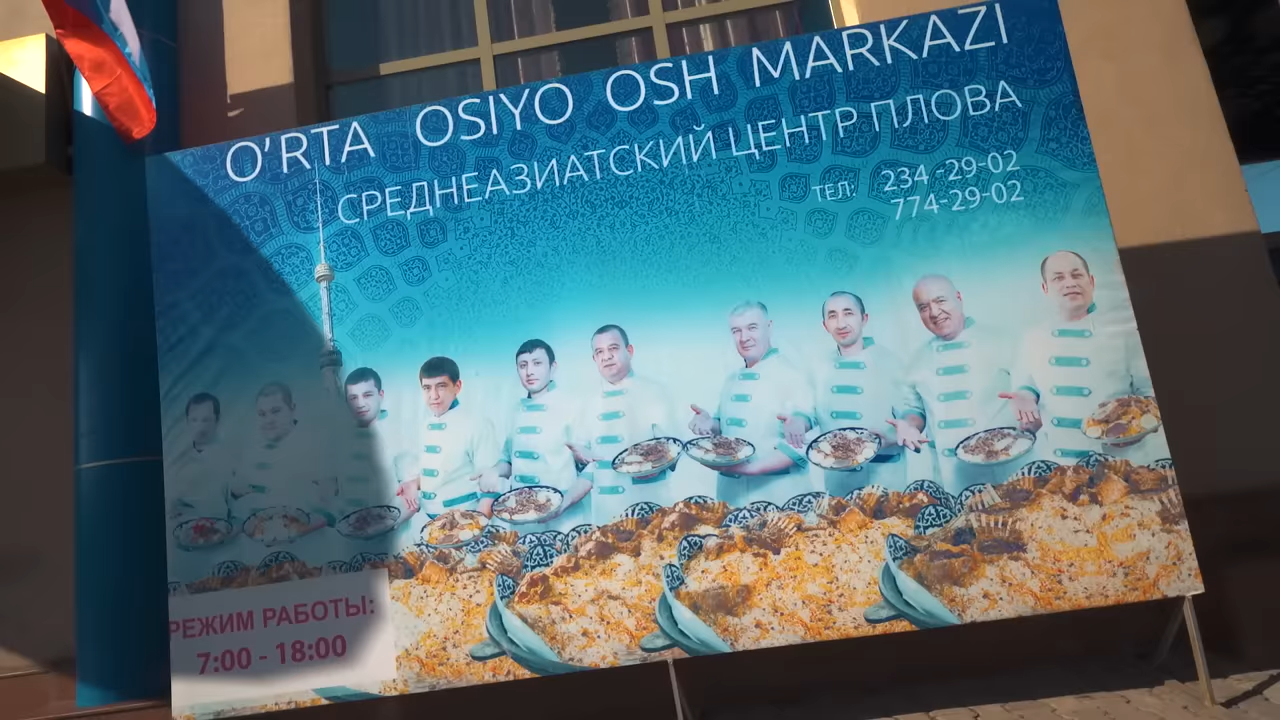 O'RTA OSIYO OSH MARKAZI
СРЕДНЕАЗИАТСКИЙ ЦЕНТР ПЛОВА
ТЕЛ: 234-29-02
774-29-02
РЕЖИМ РАБОТЫ:
7:00 - 18:00